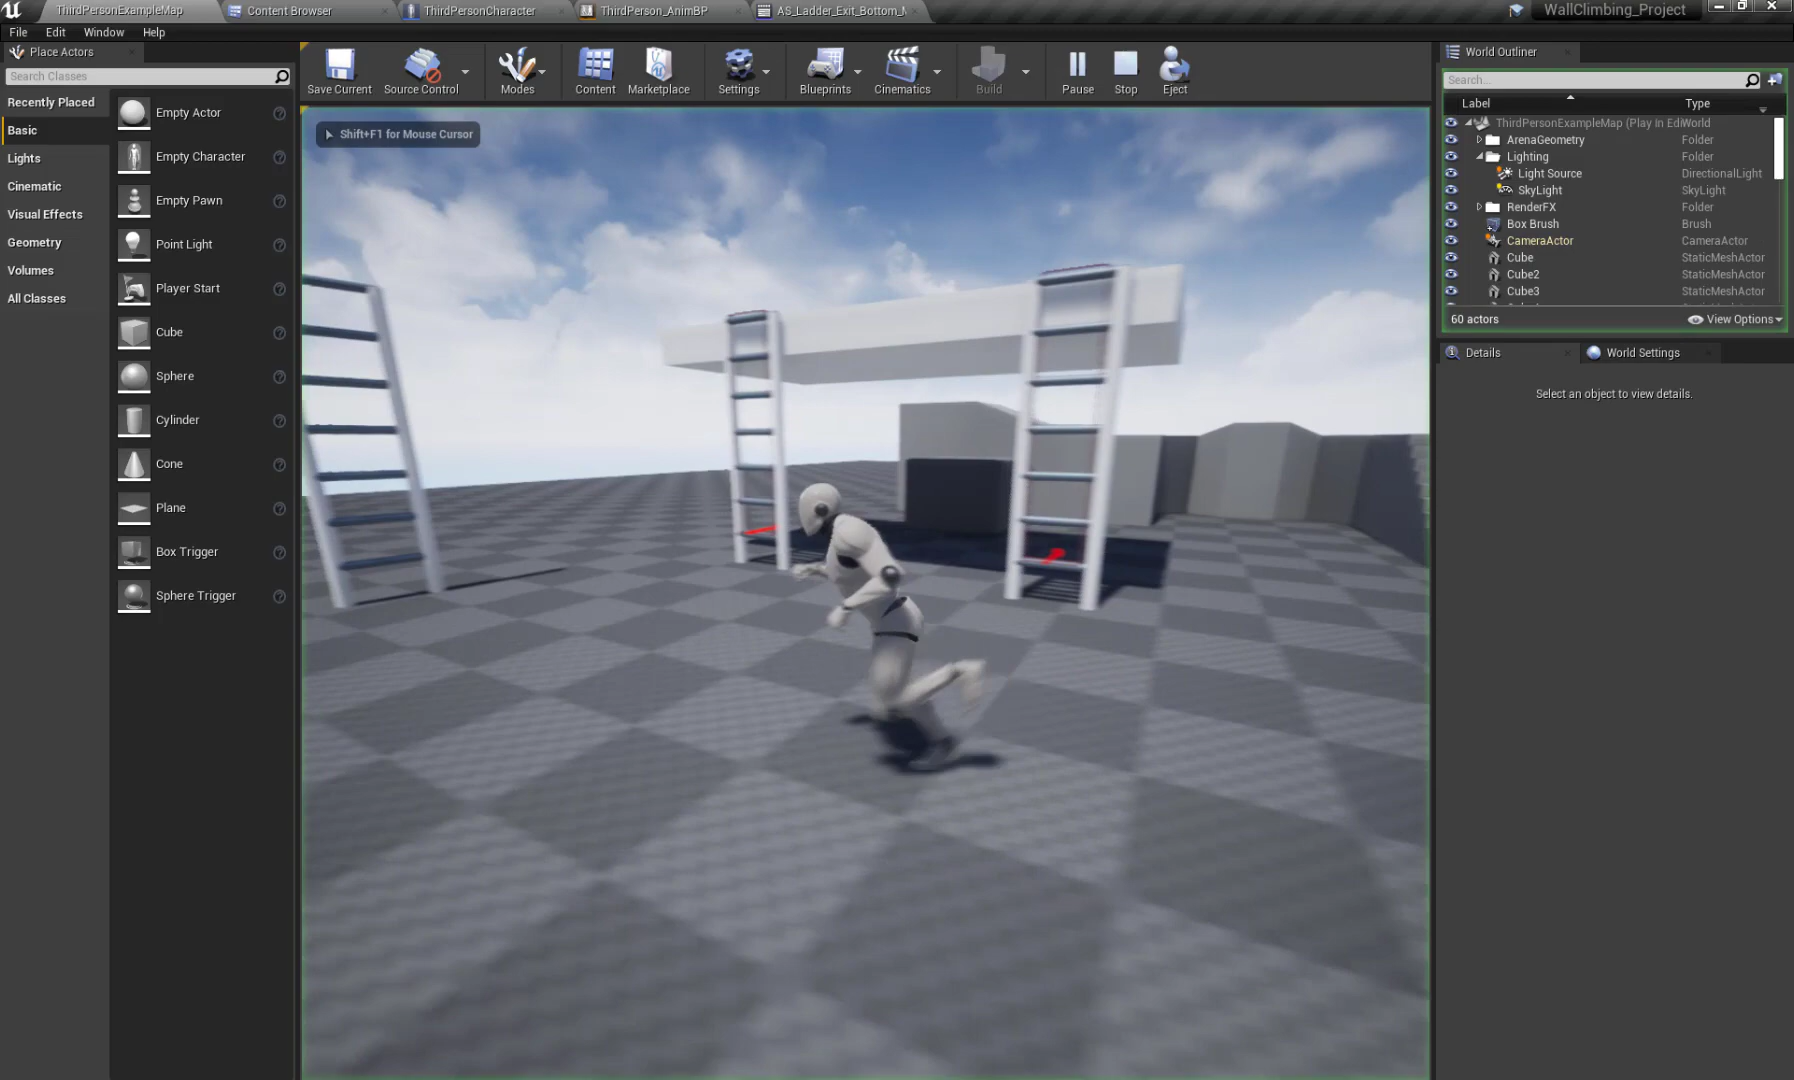 ThirdPersonExampleMap
Content Browser
ThirdPersonCharacter
ThirdPerson_AnimBP
AS_Ladder_Exit_Bottom_M
WallClimbing_Project
File Edit Window Help
Place Actors
Search Classes
Recently Placed
Basic
Lights
Cinematic
Visual Effects
Geometry
Volumes
All Classes
Empty Actor
Empty Character
Empty Pawn
Point Light
Player Start
Cube
Sphere
Cylinder
Cone
Plane
Box Trigger
Sphere Trigger
Save Current
Source Control
Modes
Content
Marketplace
Settings
Blueprints
Cinematics
Build
Pause
Stop
Eject
Shift+F1 for Mouse Cursor
World Outliner
Search...
Label Type
ThirdPersonExampleMap (Play In Edi World
ArenaGeometry Folder
Lighting Folder
Light Source DirectionalLight
SkyLight SkyLight
RenderFX Folder
Box Brush Brush
CameraActor CameraActor
Cube StaticMeshActor
Cube2 StaticMeshActor
Cube3 StaticMeshActor
60 actors View Options
Details World Settings
Select an object to view details.